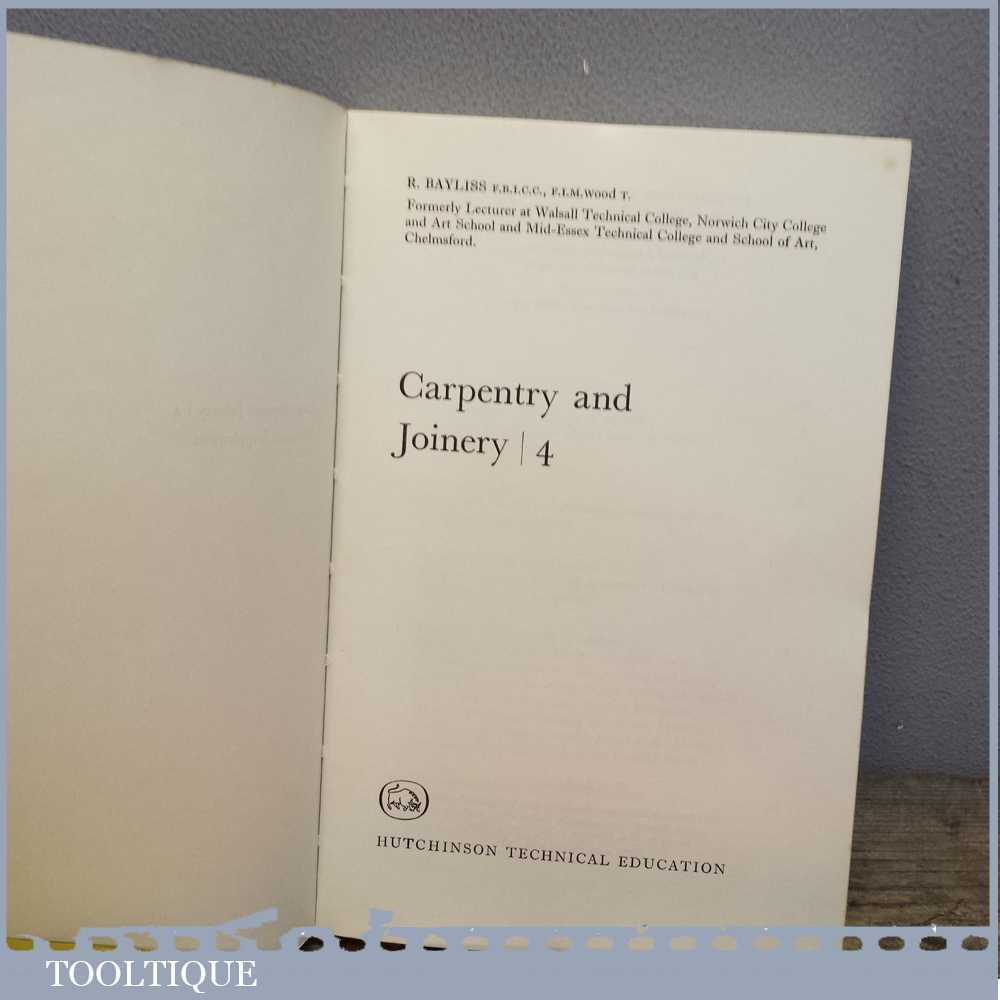 R. BAYLISS F.B.I.C.C., F.I.M.Wood T.
Formerly Lecturer at Walsall Technical College, Norwich City College
and Art School and Mid-Essex Technical College and School of Art,
Chelmsford.
Carpentry and
Joinery | 4
HUTCHINSON TECHNICAL EDUCATION
TOOLTIQUE